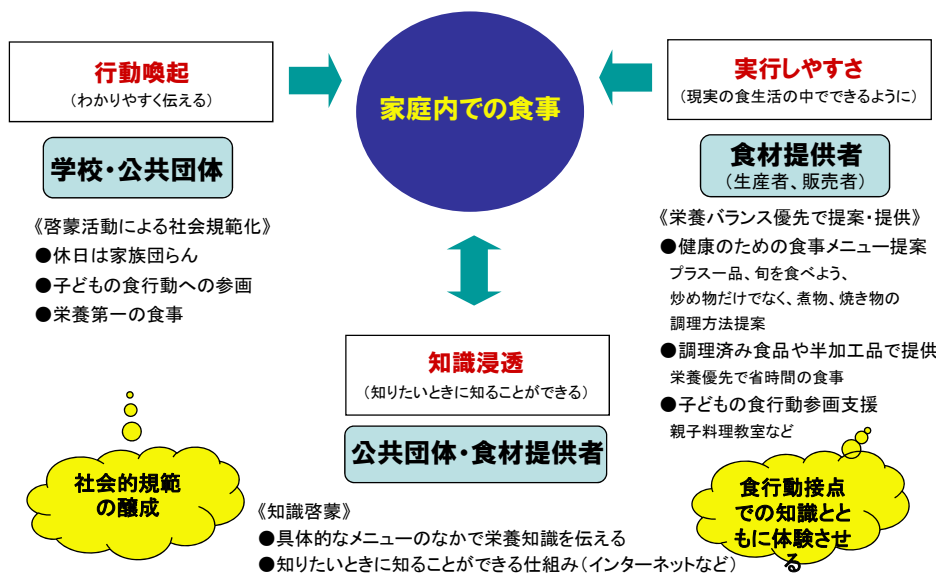 家庭内での食事
行動喚起
(わかりやすく伝える)
学校・公共団体
《啓蒙活動による社会規範化》
●休日は家族団らん
●子どもの食行動への参画
●栄養第一の食事
社会的規範
の醸成
実行しやすさ
(現実の食生活の中でできるように)
食材提供者
(生産者、販売者)
《栄養バランス優先で提案・提供》
●健康のための食事メニュー提案
プラス一品、旬を食べよう、
炒め物だけでなく、煮物、焼き物の
調理方法提案
●調理済み食品や半加工品で提供
栄養優先で省時間の食事
●子どもの食行動参画支援
親子料理教室など
食行動接点
での知識とと
もに体験させ
る
知識浸透
(知りたいときに知ることができる)
公共団体・食材提供者
《知識啓蒙》
●具体的なメニューのなかで栄養知識を伝える
●知りたいときに知ることができる仕組み(インターネットなど)